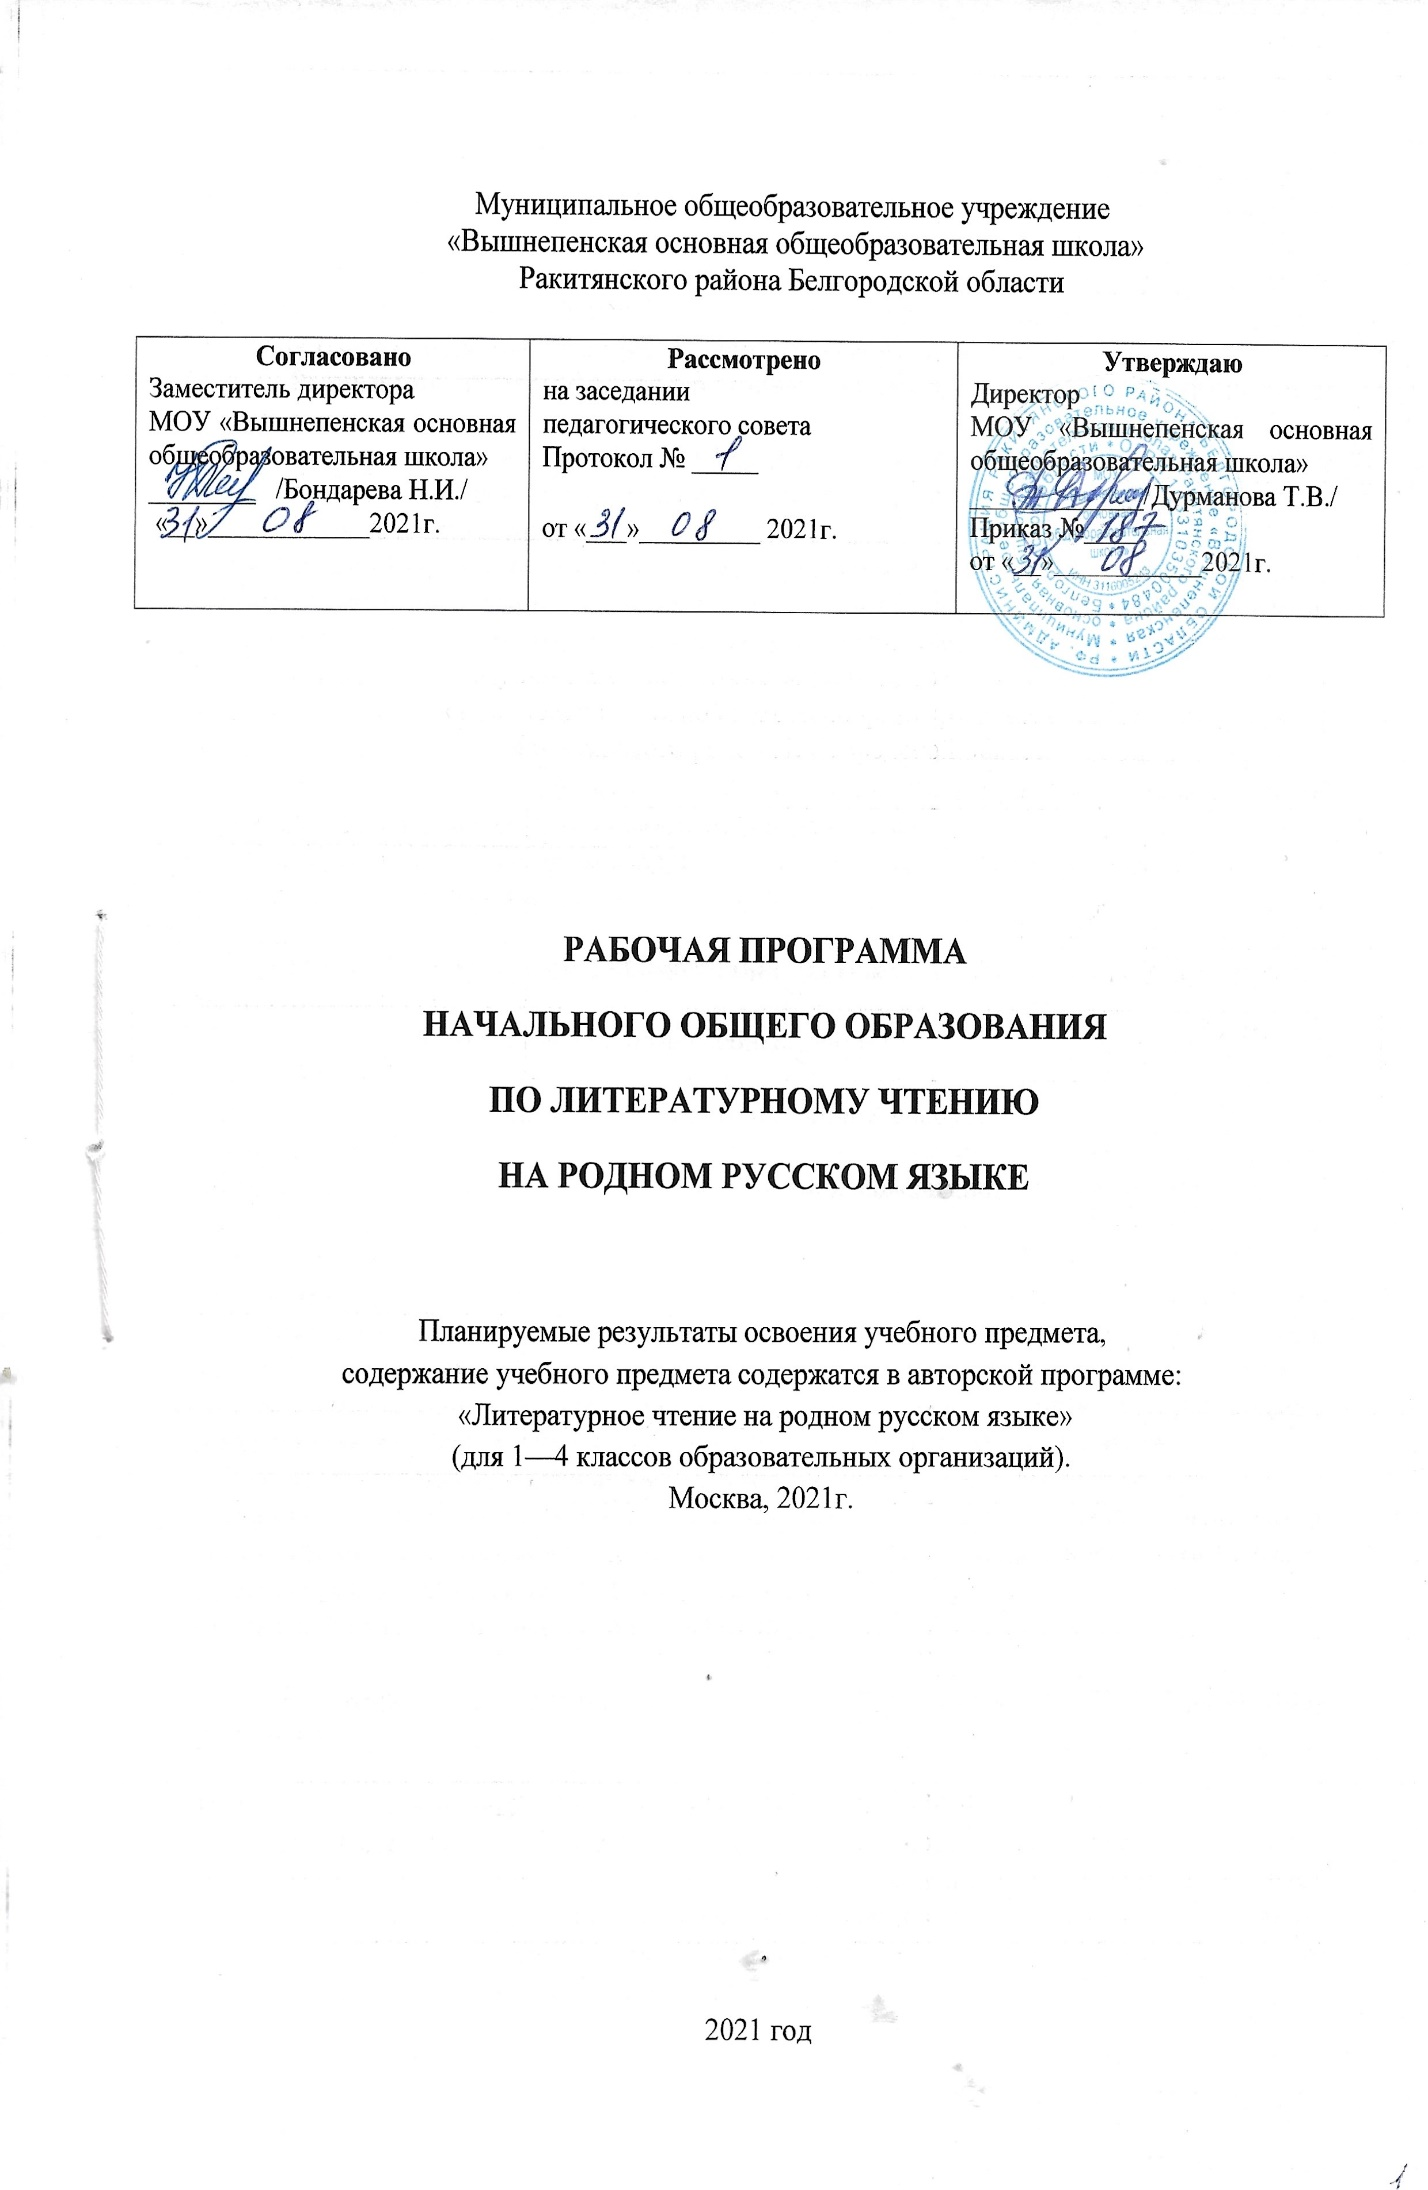 Муниципальное общеобразовательное учреждение
«Вышнепенская основная общеобразовательная школа»
Ракитянского района Белгородской области
Согласовано
Заместитель директора
МОУ «Вышнепенская основная
общеобразовательная школа»
________ /Бондарева Н.И./
«31» 08 2021г.
Рассмотрено
на заседании
педагогического совета
Протокол № 1
от «31» 08 2021г.
Утверждаю
Директор
МОУ «Вышнепенская основная
общеобразовательная школа»
____________/Дурманова Т.В./
Приказ № 187
от «31» 08 2021г.
РАБОЧАЯ ПРОГРАММА
НАЧАЛЬНОГО ОБЩЕГО ОБРАЗОВАНИЯ
ПО ЛИТЕРАТУРНОМУ ЧТЕНИЮ
НА РОДНОМ РУССКОМ ЯЗЫКЕ
Планируемые результаты освоения учебного предмета,
содержание учебного предмета содержатся в авторской программе:
«Литературное чтение на родном русском языке»
(для 1—4 классов образовательных организаций).
Москва, 2021г.
2021 год
1